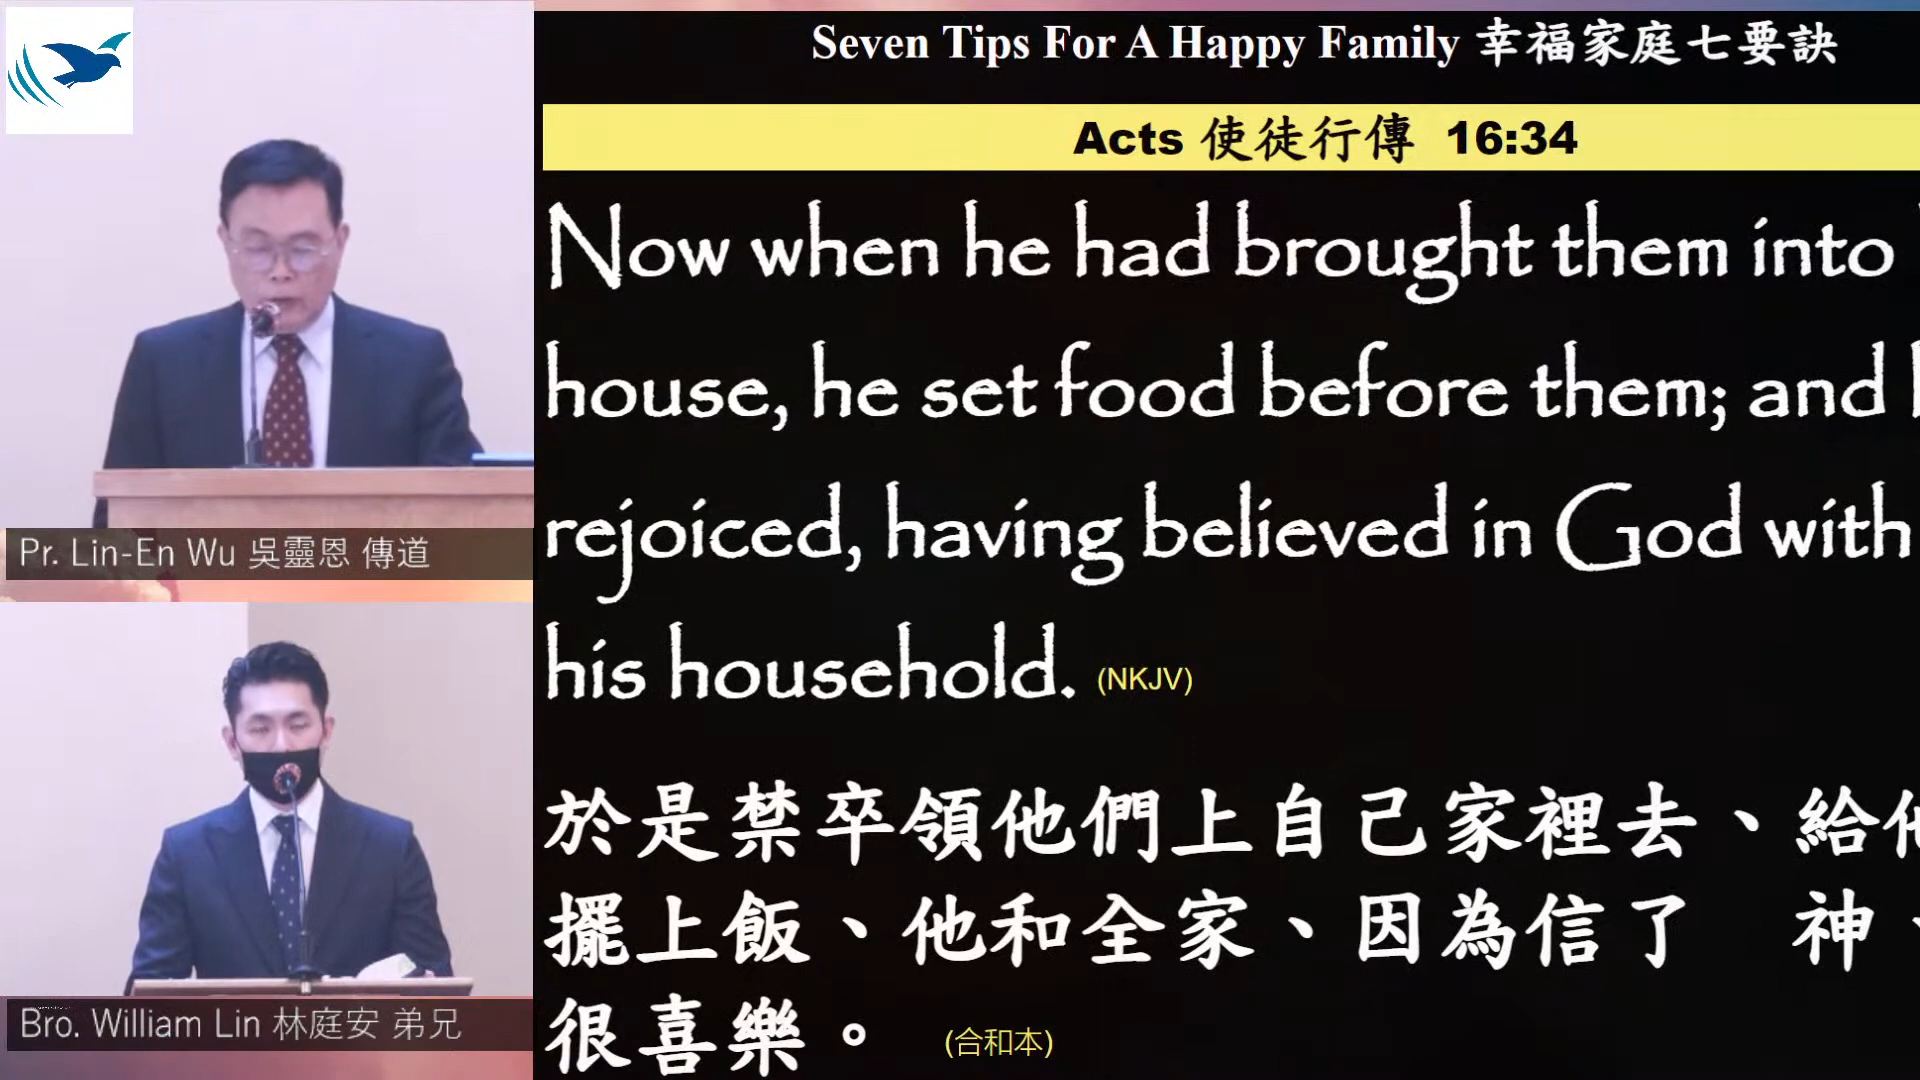 Seven Tips For A Happy Family 幸福家庭七要訣
Acts 使徒行傳 16:34
Now when he had brought them into
house, he set food before them; and
rejoiced, having believed in God with
his household. (NKJV)
於是禁卒領他們上自己家裡去、給他
擺上飯、他和全家、因為信了 神、
很喜樂。 (合和本)
Pr. Lin-En Wu 吳靈恩 傳道
Bro. William Lin 林庭安 弟兄